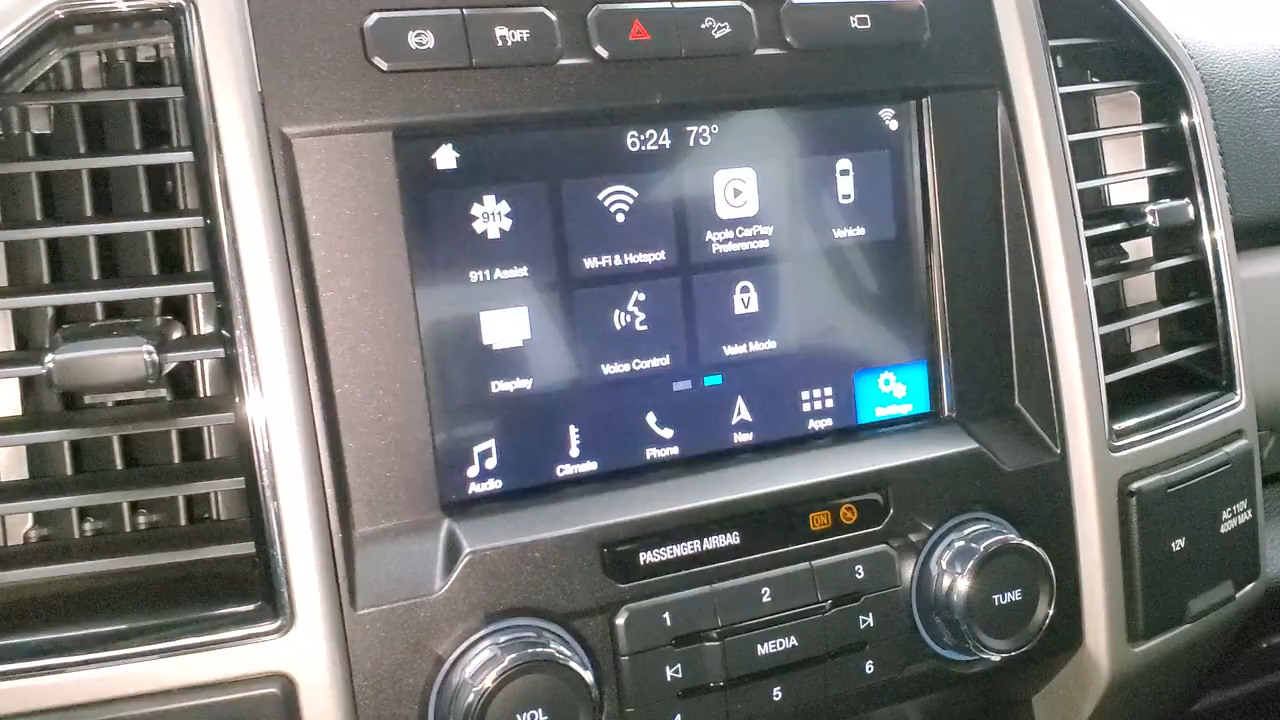 OFF
6:24 73°
911
911 Assist
Wi-Fi & Hotspot
Apple CarPlay
Preferences
Vehicle
Display
Voice Control
V
Valet Mode
Audio
Climate
Phone
Nav
Apps
Settings
PASSENGER AIRBAG
ON
1
2
3
MEDIA
4
5
6
VOL
TUNE
12V
AC 110V
400W MAX